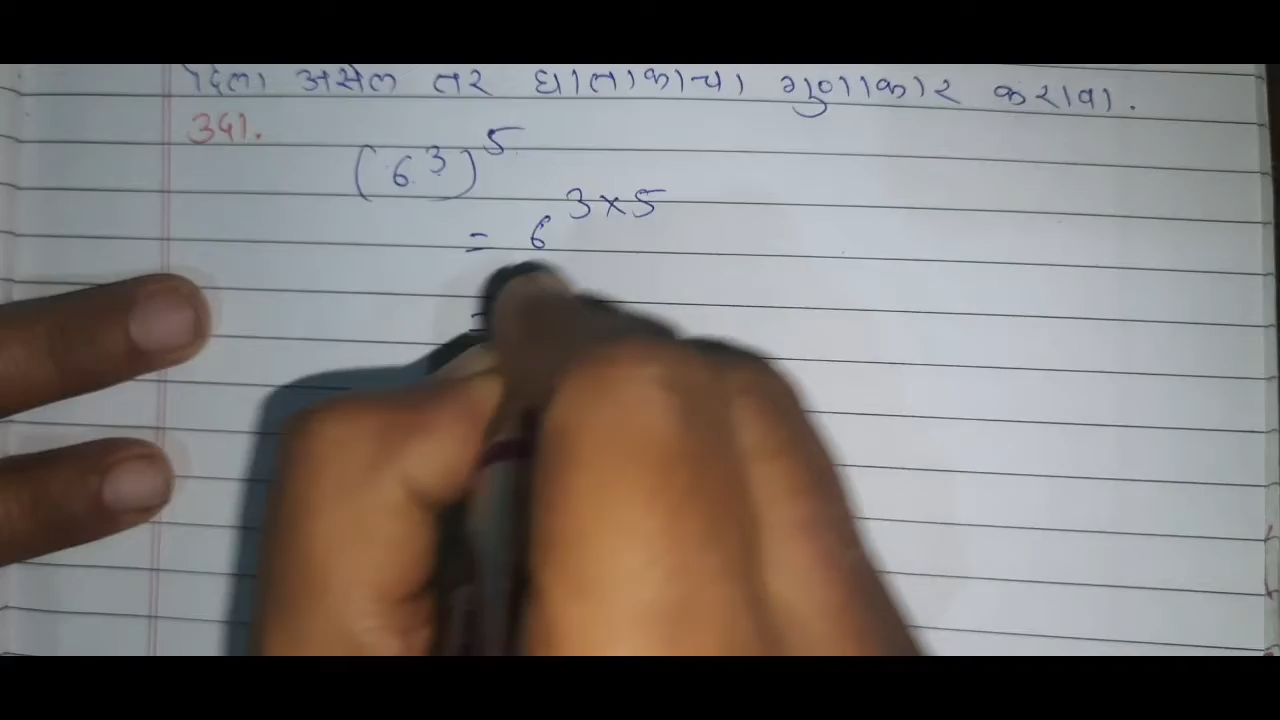 दिला असेल तर घाताकाचा गुणाकार करावा.
उदा.
(6³)⁵
= 6³ˣ⁵
=